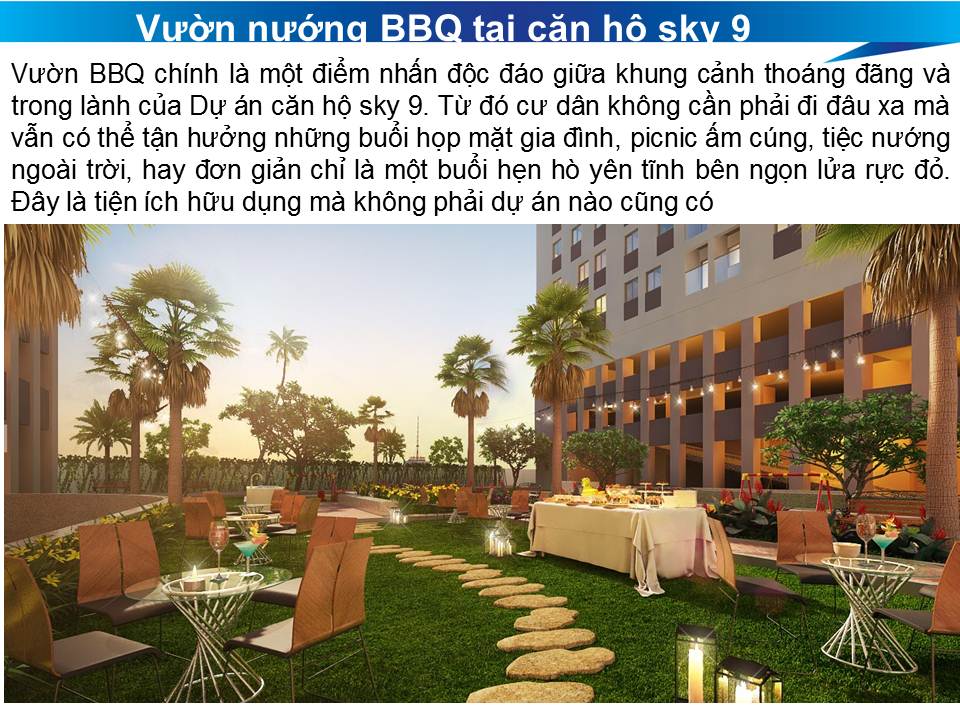 Vườn nướng BBQ tại căn hộ sky 9
Vườn BBQ chính là một điểm nhấn độc đáo giữa khung cảnh thoáng đãng và
trong lành của Dự án căn hộ sky 9. Từ đó cư dân không cần phải đi đâu xa mà
vẫn có thể tận hưởng những buổi họp mặt gia đình, picnic ấm cúng, tiệc nướng
ngoài trời, hay đơn giản chỉ là một buổi hẹn hò yên tĩnh bên ngọn lửa rực đỏ.
Đây là tiện ích hữu dụng mà không phải dự án nào cũng có